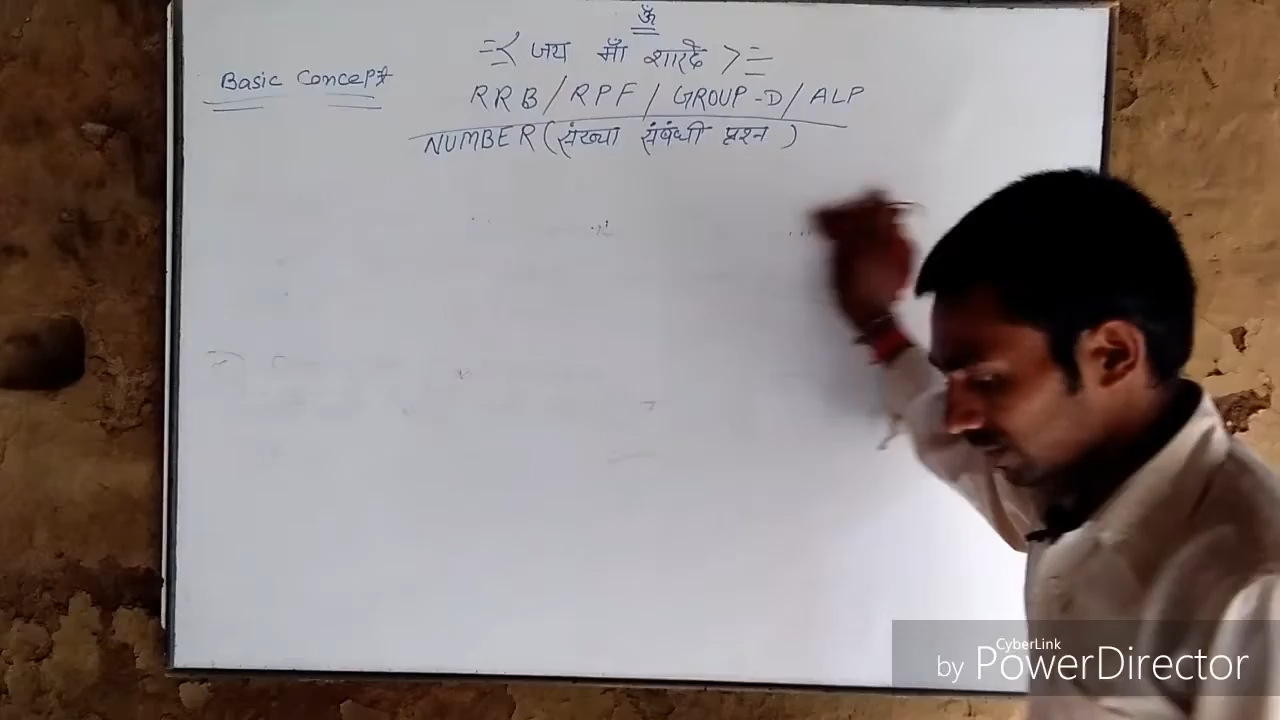 ॐ
जय माँ शारदे
Basic Concept
RRB/RPF/GROUP-D/ALP
NUMBER(संख्या संबंधी प्रश्न)
CyberLink
by PowerDirector